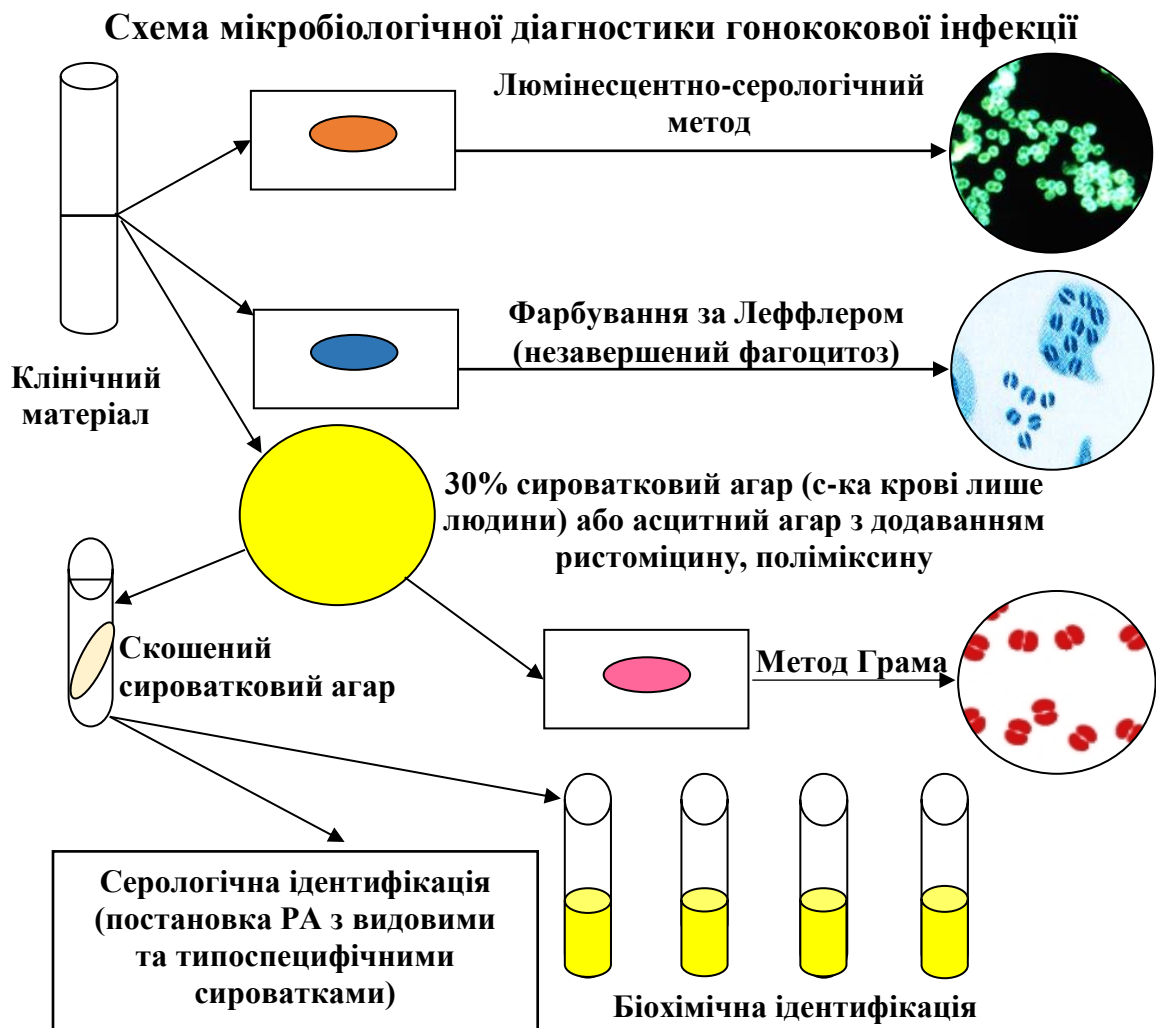 Схема мікробіологічної діагностики гонококової інфекції
Люмінесцентно-серологічний
метод
Фарбування за Леффлером
(незавершений фагоцитоз)
Клінічний
матеріал
30% сироватковий агар (с-ка крові лише
людини) або асцитний агар з додаванням
ристоміцину, поліміксину
Скошений
сироватковий агар
Метод Грама
Серологічна ідентифікація
(постановка РА з видовими
та типоспецифічними
сироватками)
Біохімічна ідентифікація